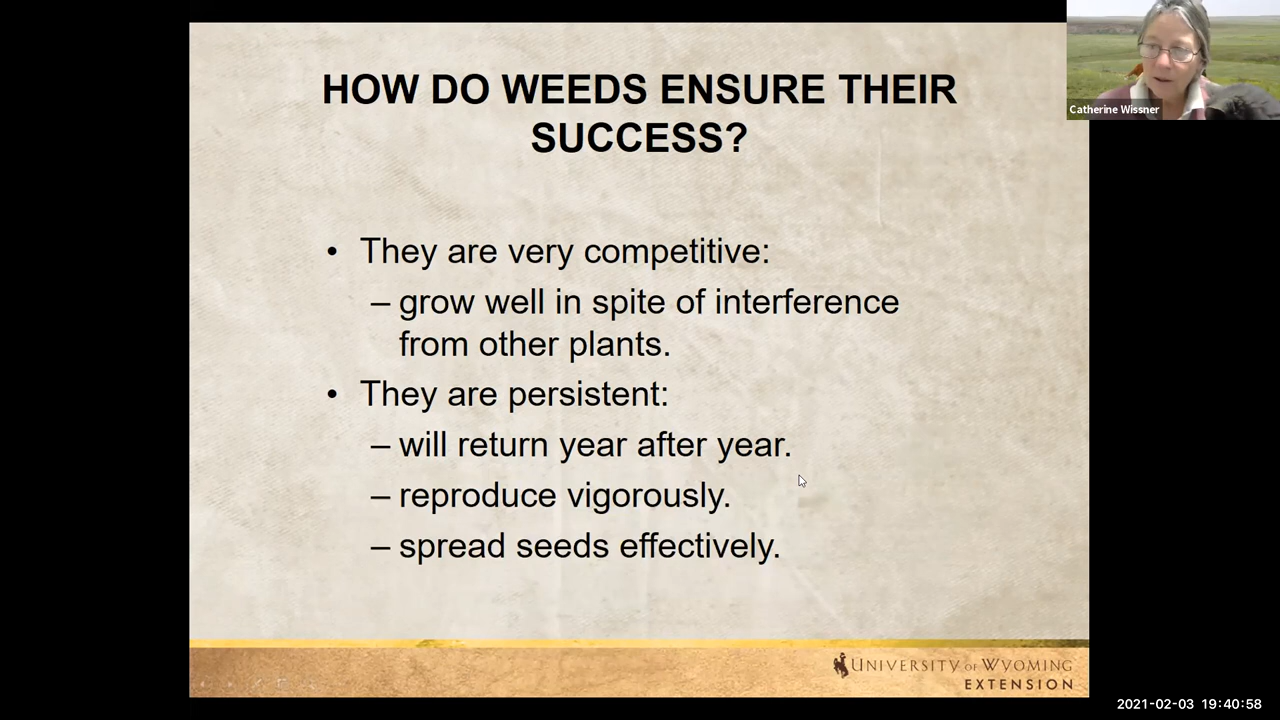 HOW DO WEEDS ENSURE THEIR
SUCCESS?
• They are very competitive:
– grow well in spite of interference
from other plants.
• They are persistent:
– will return year after year.
– reproduce vigorously.
– spread seeds effectively.
UNIVERSITY OF WYOMING
EXTENSION
Catherine Wissner
2021-02-03 19:40:58